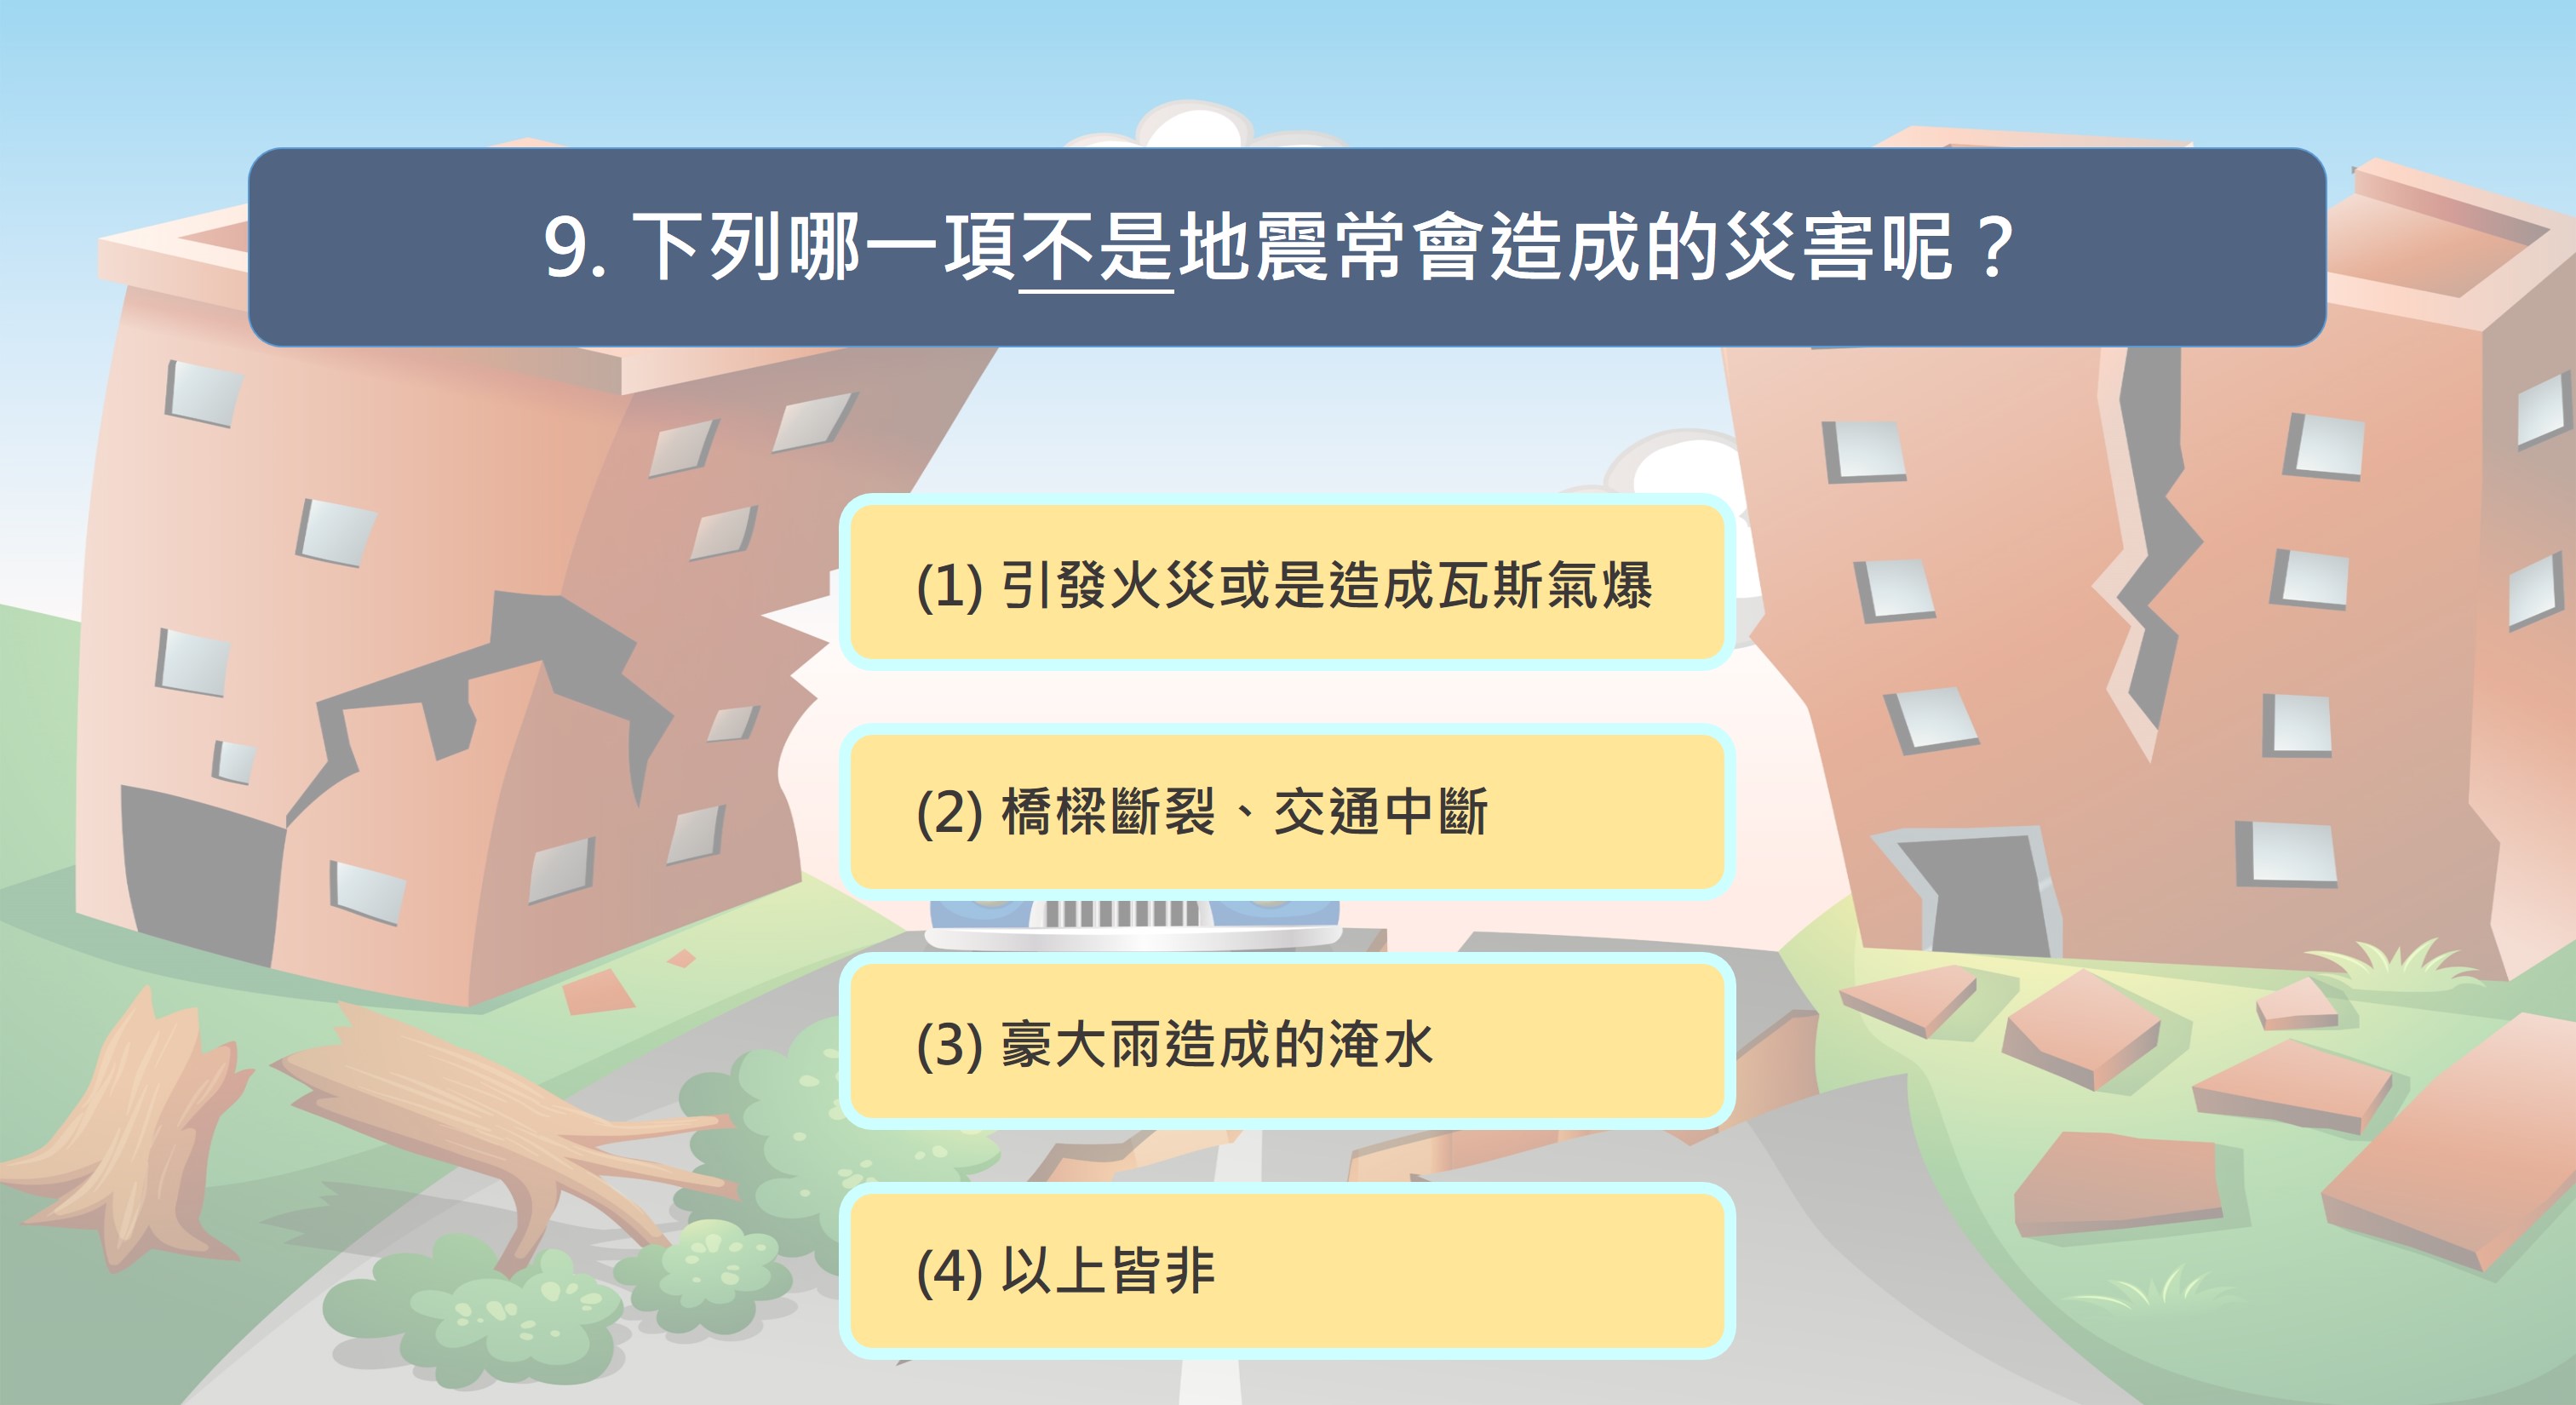 9. 下列哪一項不是地震常會造成的災害呢？
(1) 引發火災或是造成瓦斯氣爆
(2) 橋樑斷裂、交通中斷
(3) 豪大雨造成的淹水
(4) 以上皆非